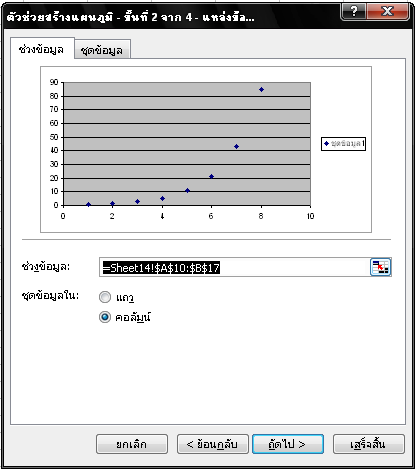 ตัวช่วยสร้างแผนภูมิ - ขั้นที่ 2 จาก 4 - แหล่งข้อ...
ช่วงข้อมูล ชุดข้อมูล
90
80
70
60
50
40
30
20
10
0
0 2 4 6 8 10
ชุดข้อมูล1
ช่วงข้อมูล: =Sheet14!$A$10:$B$17
ชุดข้อมูลใน: แถว
คอลัมน์
ยกเลิก < ย้อนกลับ ถัดไป > เสร็จสิ้น